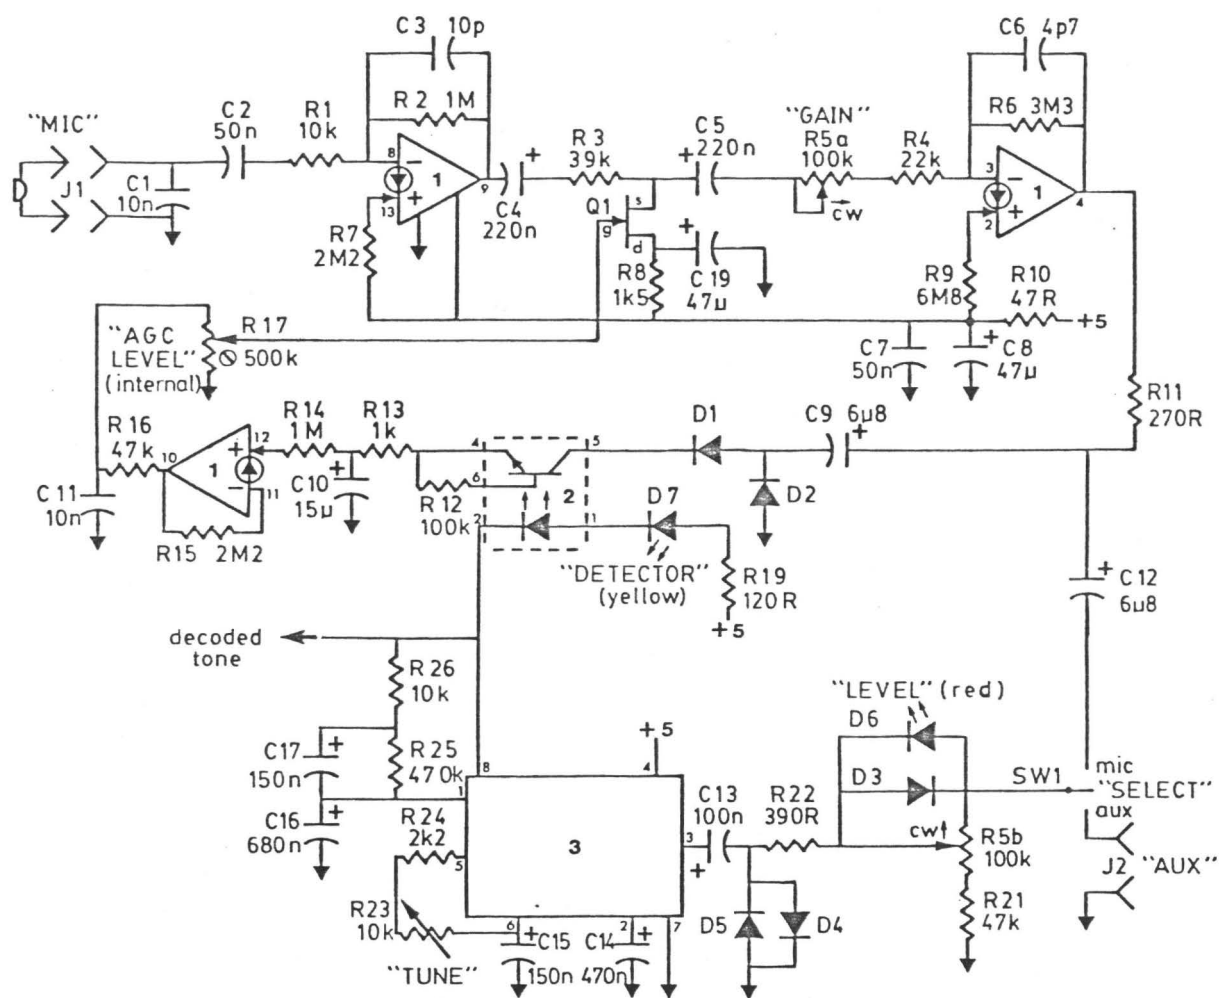 C3 10p
C6 4p7
"MIC"
C2
50n
R1
10k
R2 1M
R3
39k
C5
220n
"GAIN"
R5a
100k
R4
22k
R6 3M3
J1
C1
10n
8
-
1
+
13
9
+
C4
220n
+
cw
3
-
1
+
2
4
Q1
s
g
d
R7
2M2
R8
1k5
+
C19
47µ
R9
6M8
R10
47R
+5
"AGC
LEVEL"
(internal)
R17
500k
C7
50n
+
C8
47µ
R11
270R
R16
47k
10
12
+
1
-
11
R14
1M
R13
1k
4
5
D1
C9
6µ8
+
C11
10n
R15 2M2
+
C10
15µ
6
R12
100k
2
2
1
D7
D2
"DETECTOR"
(yellow)
R19
120R
+5
+
C12
6µ8
decoded
tone
R26
10k
C17
150n
+
R25
470k
8
+5
4
"LEVEL" (red)
D6
D3
SW1
mic
"SELECT"
aux
C16
680n
+
1
R24
2k2
5
3
3
C13
100n
+
R22
390R
cw
R5b
100k
J2 "AUX"
R23
10k
"TUNE"
6
+
C15
150n
C14
470n
2
+
7
D5
D4
R21
47k